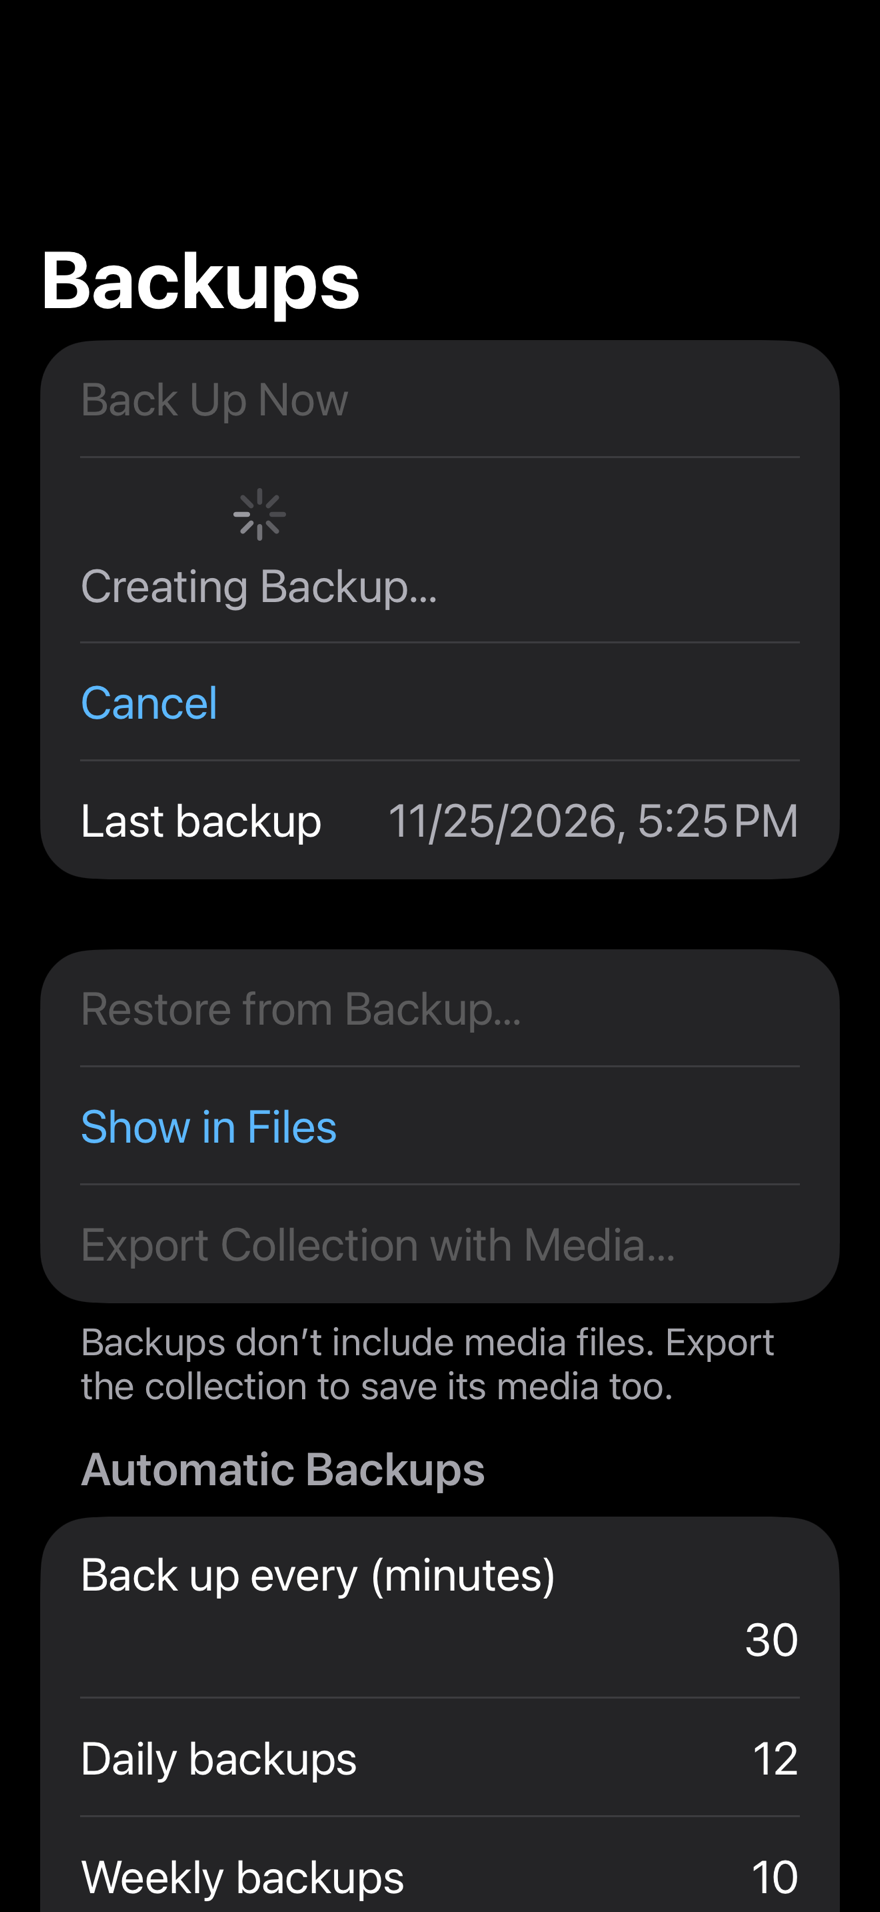 Backups
Back Up Now
Creating Backup...
Cancel
Last backup 11/25/2026, 5:25 PM
Restore from Backup...
Show in Files
Export Collection with Media...
Backups don’t include media files. Export
the collection to save its media too.
Automatic Backups
Back up every (minutes)
30
Daily backups 12
Weekly backups 10